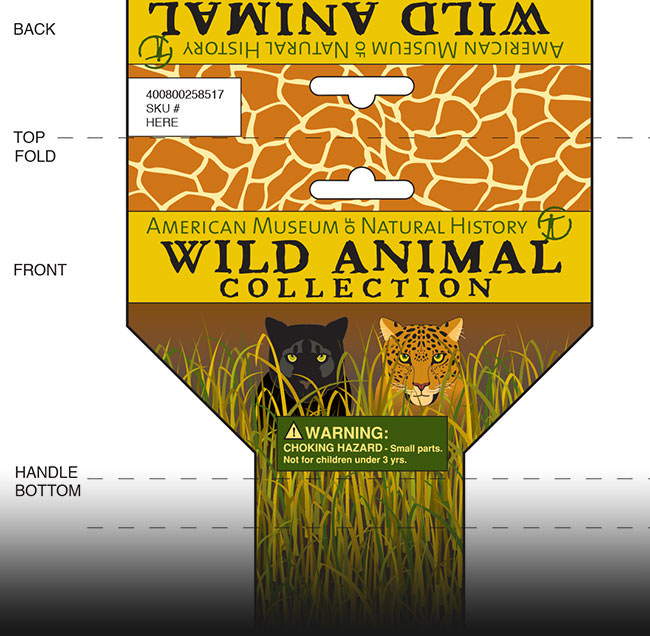 BACK
WILD ANIMAL
AMERICAN MUSEUM OF NATURAL HISTORY
400800258517
SKU #
HERE
TOP
FOLD
AMERICAN MUSEUM OF NATURAL HISTORY
WILD ANIMAL
COLLECTION
FRONT
WARNING:
CHOKING HAZARD - Small parts.
Not for children under 3 yrs.
HANDLE
BOTTOM